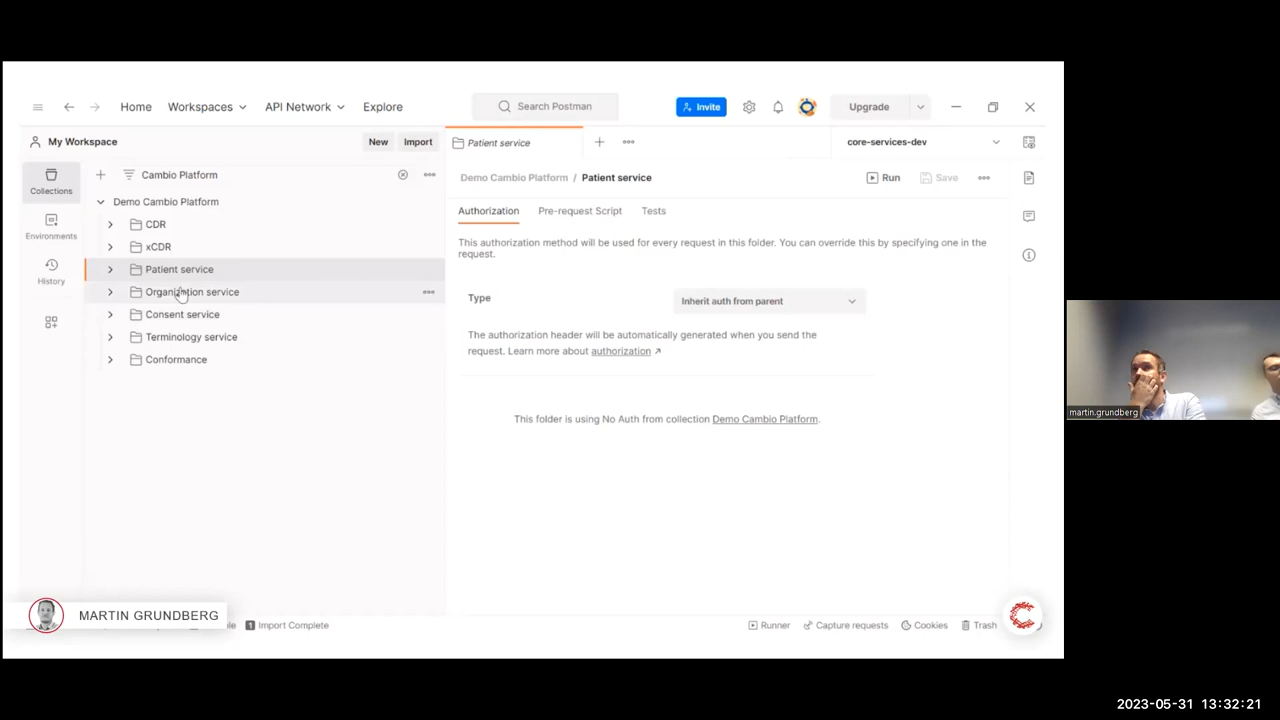 Home Workspaces API Network Explore Search Postman Invite Upgrade
My Workspace New Import Patient service core-services-dev
Collections Cambio Platform Demo Cambio Platform / Patient service Run Save
Demo Cambio Platform
Authorization Pre-request Script Tests
CDR
Environments
xCDR
This authorization method will be used for every request in this folder. You can override this by specifying one in the
request.
Patient service
History
Organization service
Type Inherit auth from parent
Consent service
Terminology service
The authorization header will be automatically generated when you send the
request. Learn more about authorization ↗
Conformance
This folder is using No Auth from collection Demo Cambio Platform.
martin.grundberg
MARTIN GRUNDBERG
1 Import Complete Runner Capture requests Cookies Trash
2023-05-31 13:32:21